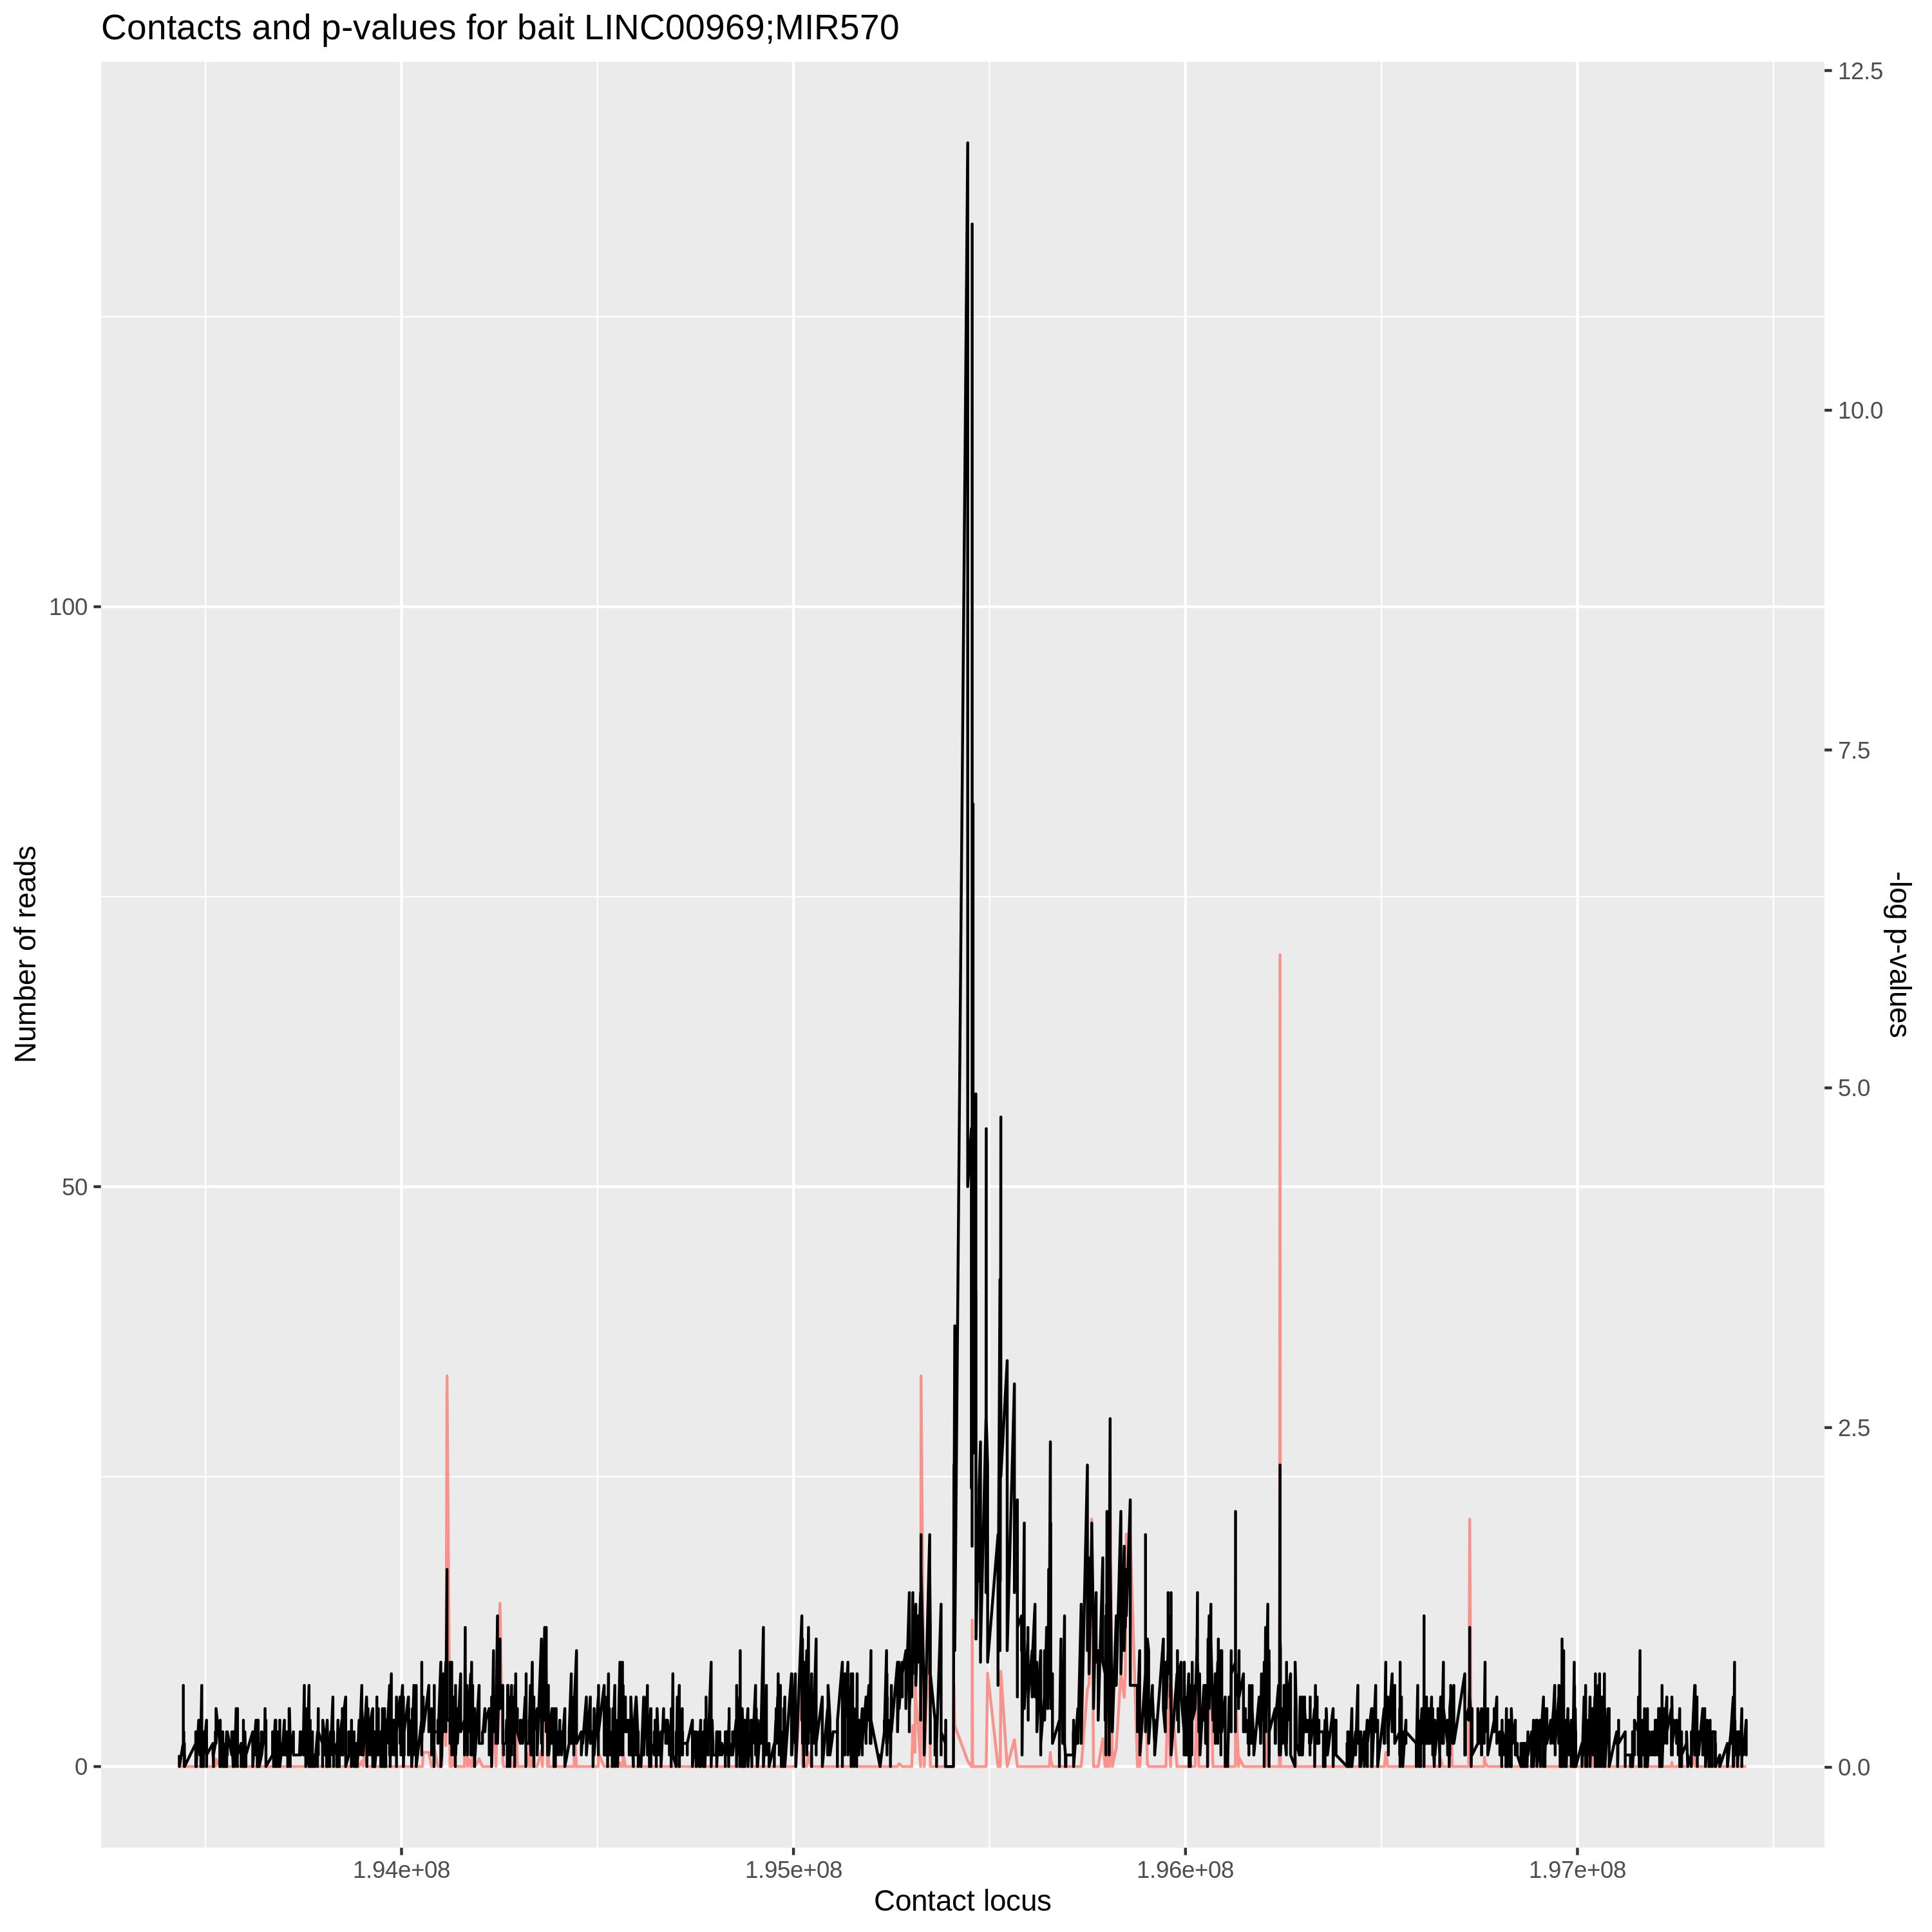 Contacts and p-values for bait LINC00969;MIR570
Number of reads
100
50
0
12.5
10.0
7.5
5.0
2.5
0.0
-log p-values
1.94e+08
1.95e+08
1.96e+08
1.97e+08
Contact locus